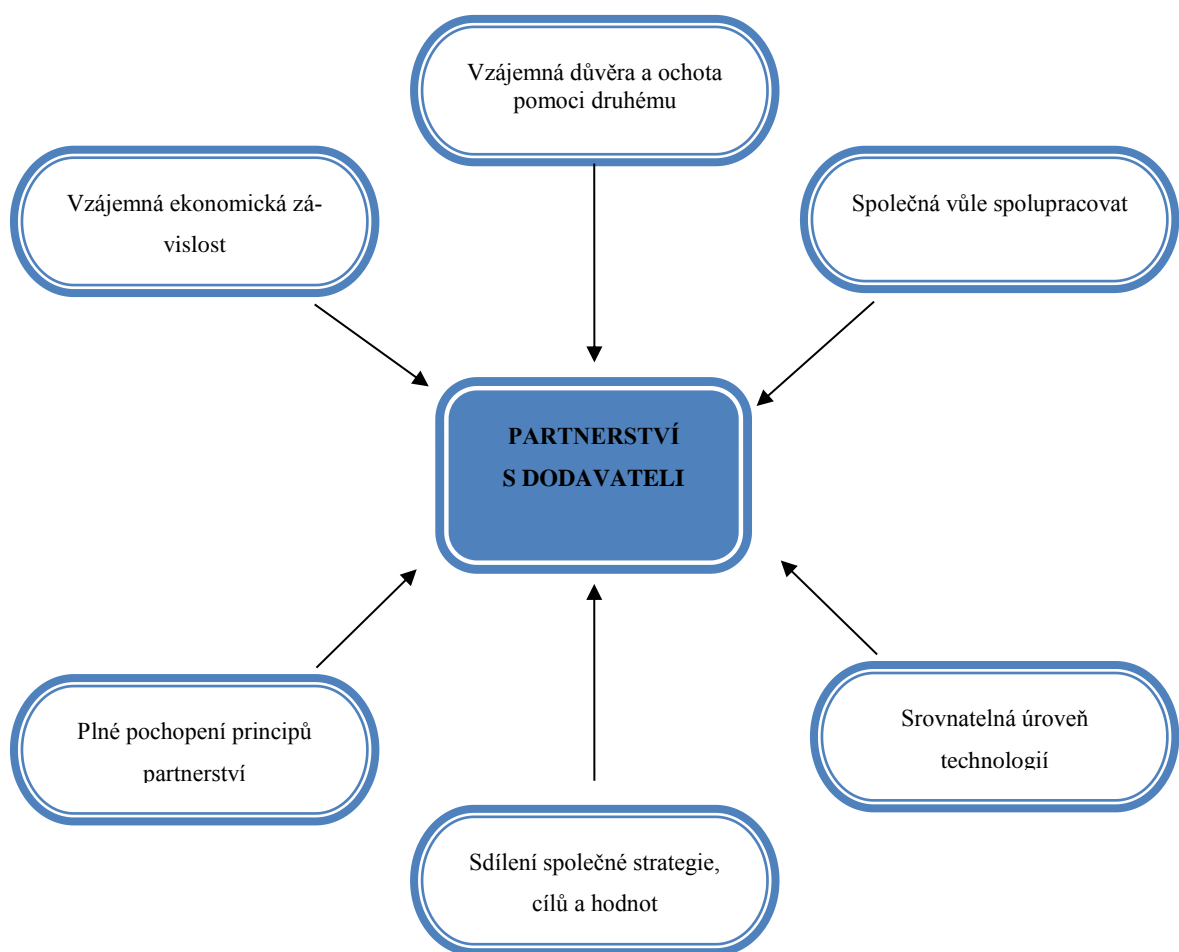 Vzájemná důvěra a ochota
pomoci druhému
Vzájemná ekonomická zá-
vislost
Společná vůle spolupracovat
PARTNERSTVÍ
S DODAVATELI
Plné pochopení principů
partnerství
Srovnatelná úroveň
technologií
Sdílení společné strategie,
cílů a hodnot